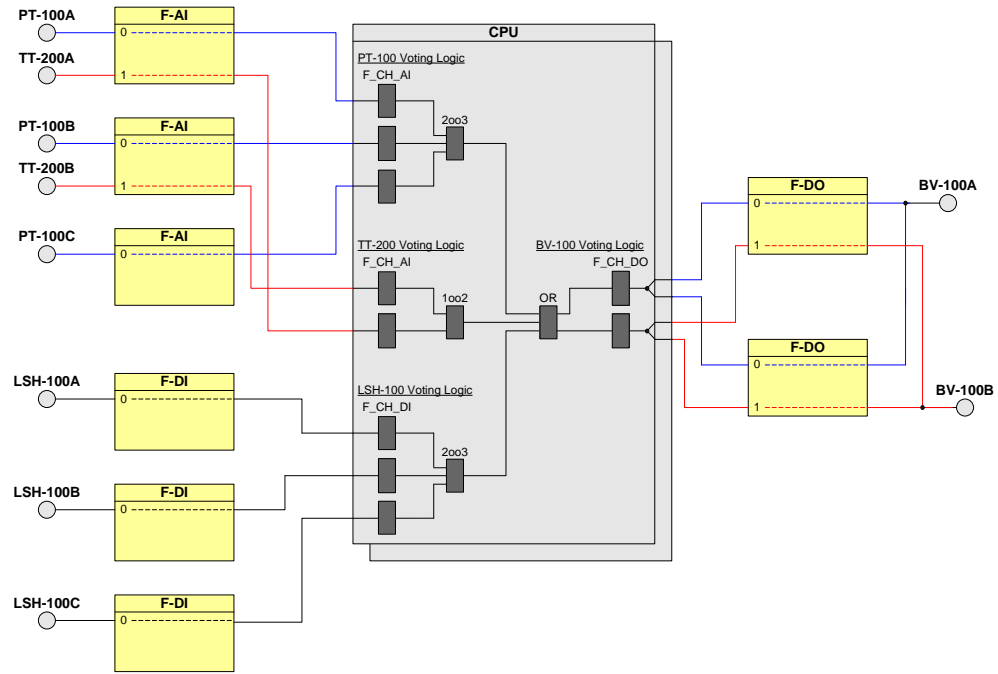 PT-100A
F-AI
0
TT-200A
1
PT-100B
F-AI
0
TT-200B
1
PT-100C
F-AI
0
LSH-100A
F-DI
0
LSH-100B
F-DI
0
LSH-100C
F-DI
0
CPU
PT-100 Voting Logic
F_CH_AI
2oo3
TT-200 Voting Logic
F_CH_AI
1oo2
LSH-100 Voting Logic
F_CH_DI
2oo3
OR
BV-100 Voting Logic
F_CH_DO
F-DO
0
1
BV-100A
F-DO
0
1
BV-100B